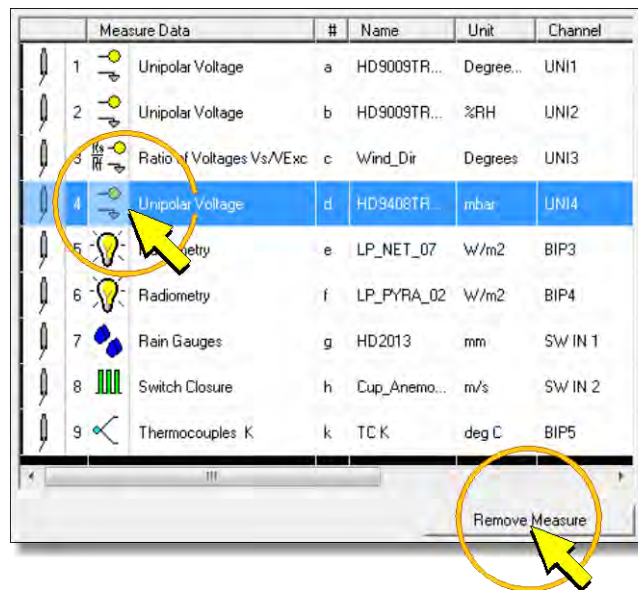 Measure Data # Name Unit Channel
1 Unipolar Voltage a HD9009TR... Degree... UNI1
2 Unipolar Voltage b HD9009TR... %RH UNI2
3 Rs Rf Ratio of Voltages Vs/VExc c Wind_Dir Degrees UNI3
4 Unipolar Voltage d HD9408TR... mbar UNI4
5 e LP_NET_07 W/m2 BIP3
6 Radiometry f LP_PYRA_02 W/m2 BIP4
7 Rain Gauges g HD2013 mm SW IN 1
8 Switch Closure h Cup_Anemo... m/s SW IN 2
9 Thermocouples K k TC K deg C BIP5
Remove Measure